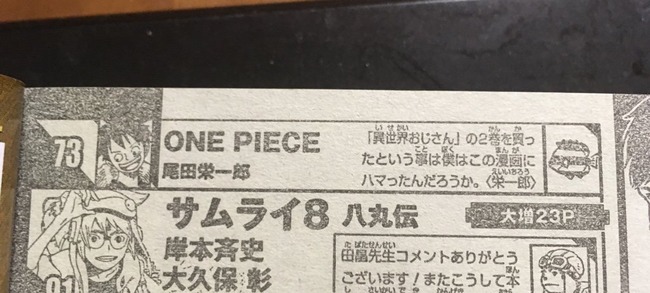 73
ONE PIECE
尾田栄一郎
「異世界おじさん」の2巻を買っ
たという事は僕はこの漫画に
ハマったんだろうか。〈栄一郎〉
サムライ8 八丸伝
大増23P
岸本斉史
大久保 彰
91
田畠先生コメントありがとう
ございます!またこうして本